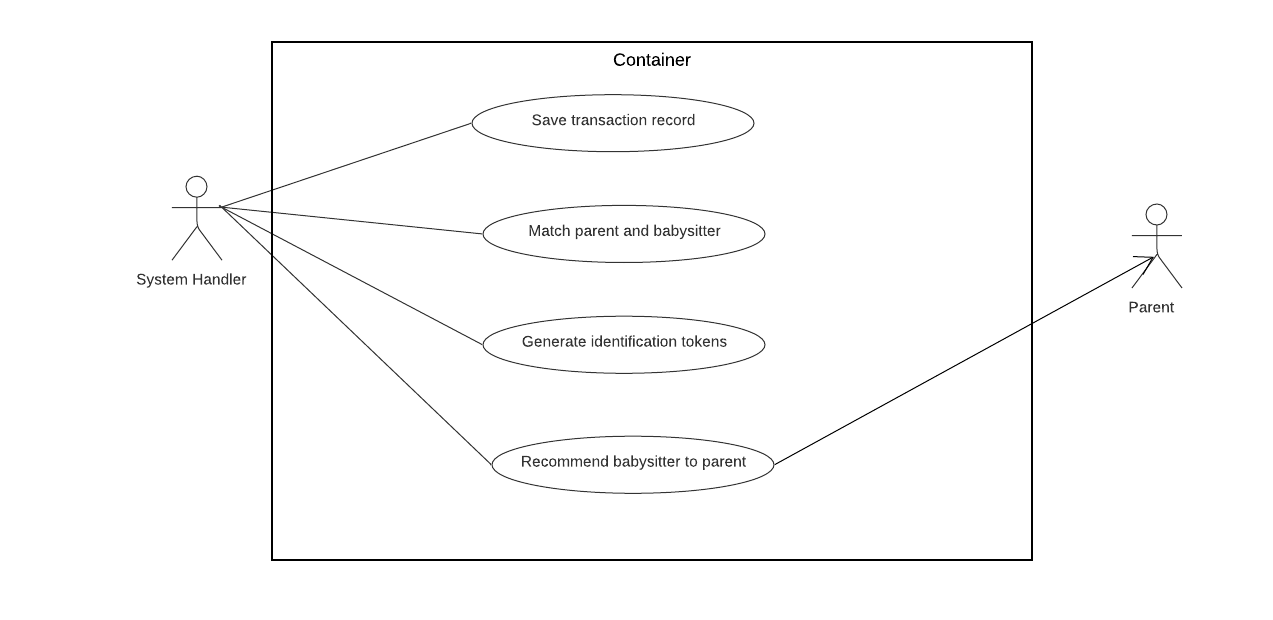 Container
Save transaction record
Match parent and babysitter
System Handler
Generate identification tokens
Parent
Recommend babysitter to parent